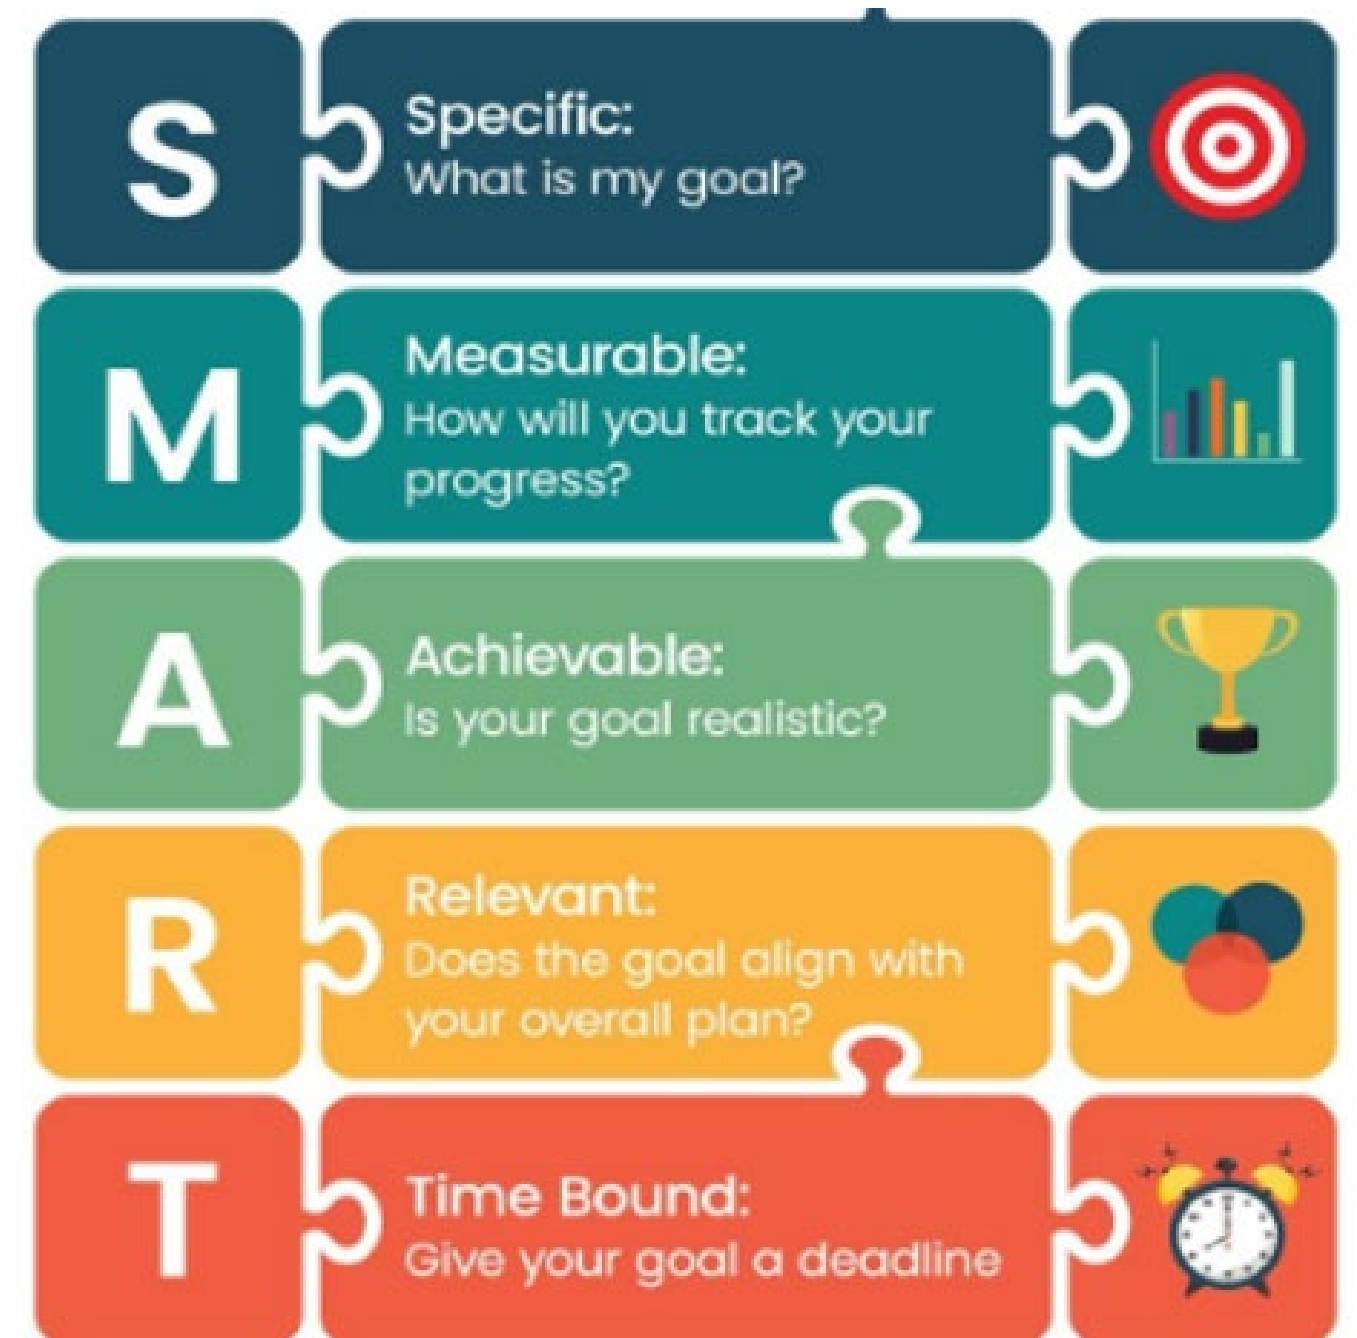 S
Specific:
What is my goal?
M
Measurable:
How will you track your
progress?
A
Achievable:
Is your goal realistic?
R
Relevant:
Does the goal align with
your overall plan?
T
Time Bound:
Give your goal a deadline